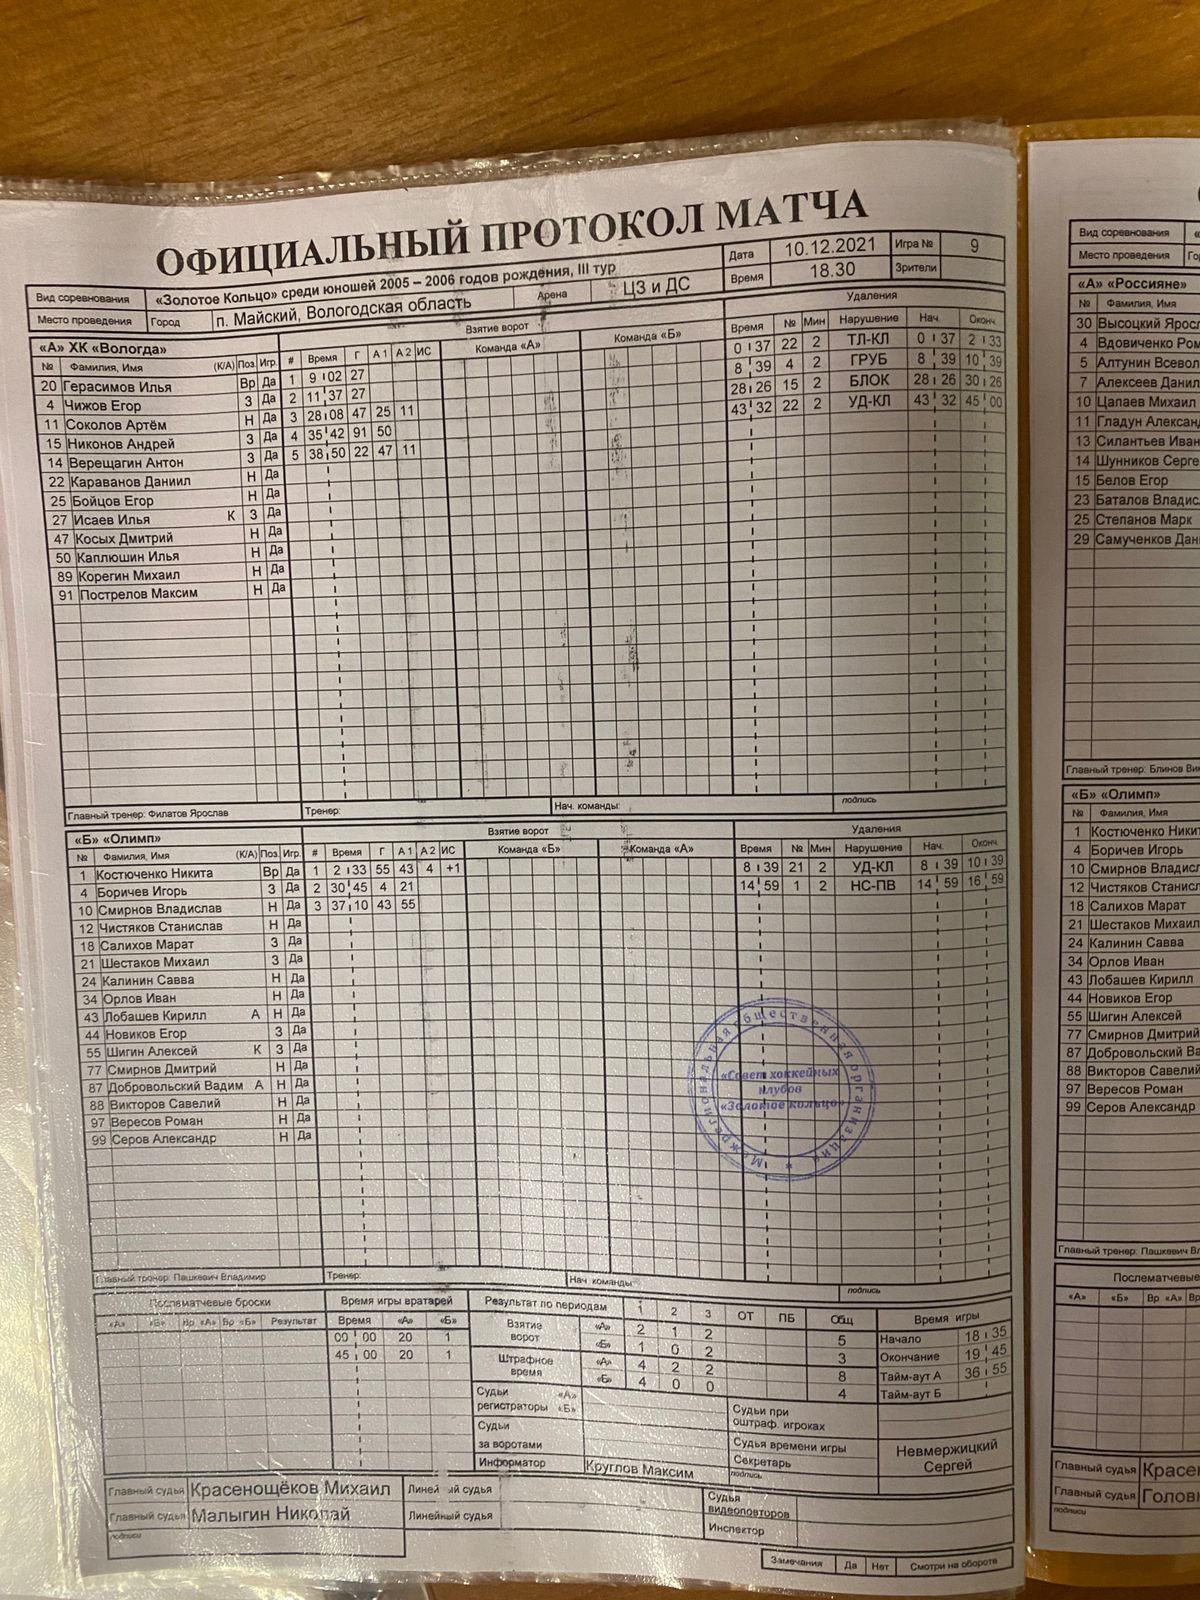 ОФИЦИАЛЬНЫЙ ПРОТОКОЛ МАТЧА
Вид соревнования «Золотое Кольцо» среди юношей 2005 – 2006 годов рождения, III тур Дата 10.12.2021 Игра № 9
Место проведения Город п. Майский, Вологодская область Арена ЦЗ и ДС Время 18.30 Зрители
«А» ХК «Вологда» Взятие ворот Удаления
№ Фамилия, Имя (К/А) Поз Игр. # Время Г А 1 А 2 ИС Команда «А» Команда «Б» Время № Мин Нарушение Нач. Оконч.
20 Герасимов Илья Вр Да 1 9 02 27 0 37 22 2 ТЛ-КЛ 0 37 2 33
4 Чижов Егор З Да 2 11 37 27 8 39 4 2 ГРУБ 8 39 10 39
11 Соколов Артём Н Да 3 28 08 47 25 11 28 26 15 2 БЛОК 28 26 30 26
15 Никонов Андрей З Да 4 35 42 91 50 43 32 22 2 УД-КЛ 43 32 45 00
14 Верещагин Антон З Да 5 38 50 22 47 11
22 Караванов Даниил Н Да
25 Бойцов Егор Н Да
27 Исаев Илья К З Да
47 Косых Дмитрий Н Да
50 Каплюшин Илья Н Да
89 Корегин Михаил Н Да
91 Пострелов Максим Н Да
Главный тренер: Филатов Ярослав Тренер: Нач. команды: подпись
«Б» «Олимп» Взятие ворот Удаления
№ Фамилия, Имя (К/А) Поз. Игр. # Время Г А 1 А 2 ИС Команда «Б» Команда «А» Время № Мин Нарушение Нач. Оконч.
1 Костюченко Никита Вр Да 1 2 33 55 43 4 +1 8 39 21 2 УД-КЛ 8 39 10 39
4 Боричев Игорь З Да 2 30 45 4 21 14 59 1 2 НС-ПВ 14 59 16 59
10 Смирнов Владислав Н Да 3 37 10 43 55
12 Чистяков Станислав Н Да
18 Салихов Марат З Да
21 Шестаков Михаил З Да
24 Калинин Савва Н Да
34 Орлов Иван Н Да
43 Лобашев Кирилл А Н Да
44 Новиков Егор З Да
55 Шигин Алексей К З Да
77 Смирнов Дмитрий Н Да
87 Добровольский Вадим А Н Да
88 Викторов Савелий Н Да
97 Вересов Роман Н Да
99 Серов Александр Н Да
Межрегиональная общественная организация
«Совет хоккейных
клубов
«Золотое кольцо»
Главный тренер: Пашкевич Владимир Тренер: Нач. команды: подпись
Послематчевые броски Время игры вратарей Результат по периодам 1 2 3 ОТ ПБ Общ Время игры
«А» «Б» Вр «А» Вр «Б» Результат Время «А» «Б» Взятие ворот «А» 2 1 2 5 Начало 18 35
00 00 20 1 «Б» 1 0 2 3 Окончание 19 45
45 00 20 1 Штрафное время «А» 4 2 2 8 Тайм-аут А 36 55
«Б» 4 0 0 4 Тайм-аут Б
Судьи регистраторы «А» «Б» Судьи при оштраф. игроках
Судьи за воротами Судья времени игры Невмержицкий Сергей
Информатор Круглов Максим Секретарь подпись
Главный судья Красенощёков Михаил Линейный судья Судья видеоповторов
Главный судья Малыгин Николай Линейный судья Инспектор
подписи
Замечания Да Нет Смотри на обороте
Вид соревнования
Место проведения
«А» «Россияне»
№ Фамилия, Имя
30 Высоцкий
4 Вдовиченко
5 Алтунин
7 Алексеев
10 Цапаев Михаил
11 Гладун
13 Силантьев Иван
14 Шунников
15 Белов Егор
23 Баталов
25 Степанов Марк
29 Самученков
Главный тренер: Блинов
«Б» «Олимп»
№ Фамилия, Имя
1 Костюченко
4 Боричев Игорь
10 Смирнов
12 Чистяков
18 Салихов Марат
21 Шестаков
24 Калинин Савва
34 Орлов Иван
43 Лобашев Кирилл
44 Новиков Егор
55 Шигин Алексей
77 Смирнов
87 Добровольский
88 Викторов
97 Вересов Роман
99 Серов Александр
Главный тренер: Пашкевич
Послематчевые
«А» «Б» Вр «А»
Главный судья
Главный судья
подписи